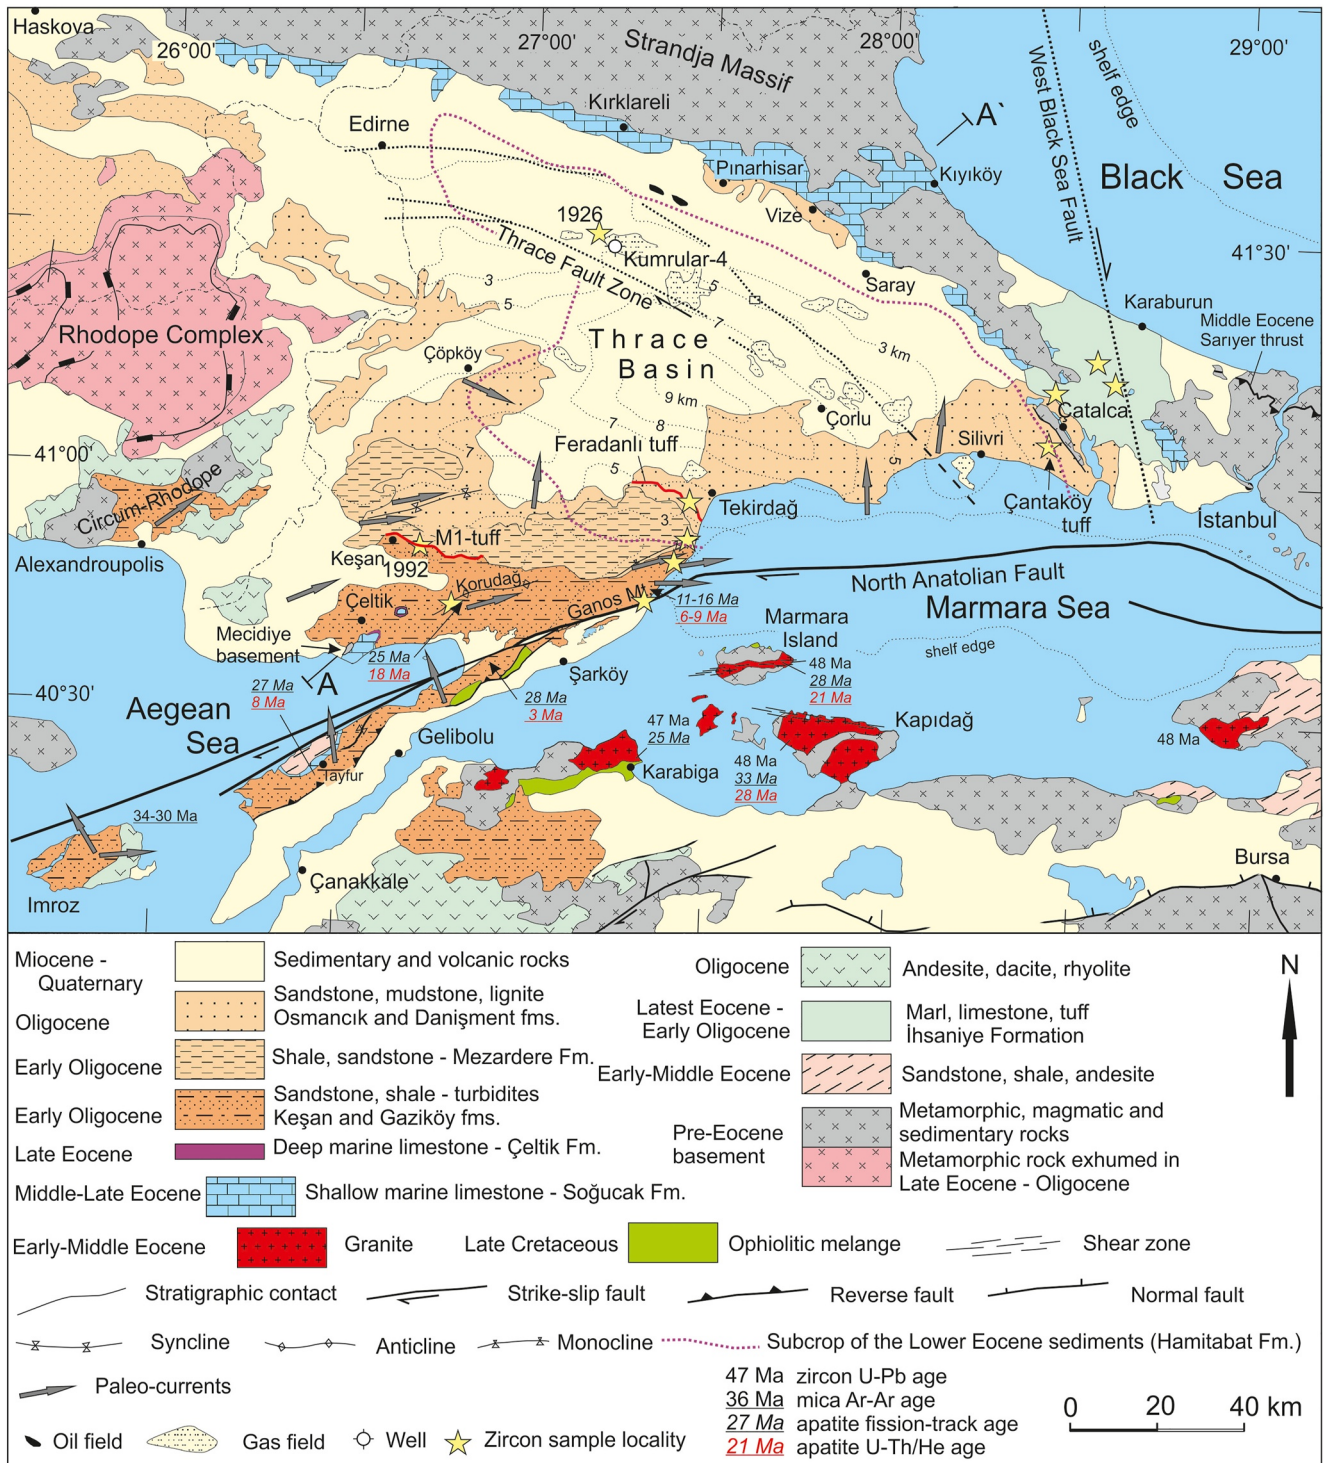 Haskova
26°00'
27°00'
28°00'
29°00'
Strandja Massif
shelf edge
West Black Sea Fault
Kırklareli
Edirne
A`
Pınarhisar
Kıyıköy
Black Sea
Vize
1926
Kumrular-4
Thrace Fault Zone
41°30'
3
5
5
7
Saray
Karaburun
Middle Eocene
Sarıyer thrust
Rhodope Complex
Thrace
Basin
3 km
Çöpköy
9 km
Çorlu
Çatalca
7
8
Feradanlı tuff
5
7
Silivri
5
41°00'
Circum-Rhodope
Tekirdağ
3
Çantaköy
tuff
İstanbul
Alexandroupolis
Keşan
M1-tuff
1992
Korudağ
North Anatolian Fault
Marmara Sea
Ganos Mt.
11-16 Ma
6-9 Ma
Çeltik
Marmara
Island
shelf edge
Mecidiye
basement
25 Ma
18 Ma
Şarköy
48 Ma
28 Ma
21 Ma
A
27 Ma
8 Ma
28 Ma
3 Ma
40°30'
Aegean
Sea
Gelibolu
47 Ma
25 Ma
Kapıdağ
48 Ma
Tayfur
Karabiga
48 Ma
33 Ma
28 Ma
34-30 Ma
Çanakkale
Bursa
Imroz
Miocene -
Quaternary
Sedimentary and volcanic rocks
Oligocene
Sandstone, mudstone, lignite
Osmancık and Danişment fms.
Early Oligocene
Shale, sandstone - Mezardere Fm.
Early Oligocene
Sandstone, shale - turbidites
Keşan and Gaziköy fms.
Late Eocene
Deep marine limestone - Çeltik Fm.
Middle-Late Eocene
Shallow marine limestone - Soğucak Fm.
Oligocene
Andesite, dacite, rhyolite
Latest Eocene -
Early Oligocene
Marl, limestone, tuff
İhsaniye Formation
Early-Middle Eocene
Sandstone, shale, andesite
Pre-Eocene
basement
Metamorphic, magmatic and
sedimentary rocks
Metamorphic rock exhumed in
Late Eocene - Oligocene
N
Early-Middle Eocene
Granite
Late Cretaceous
Ophiolitic melange
Shear zone
Stratigraphic contact
Strike-slip fault
Reverse fault
Normal fault
Syncline
Anticline
Monocline
Subcrop of the Lower Eocene sediments (Hamitabat Fm.)
Paleo-currents
47 Ma zircon U-Pb age
36 Ma mica Ar-Ar age
27 Ma apatite fission-track age
21 Ma apatite U-Th/He age
0 20 40 km
Oil field
Gas field
Well
Zircon sample locality